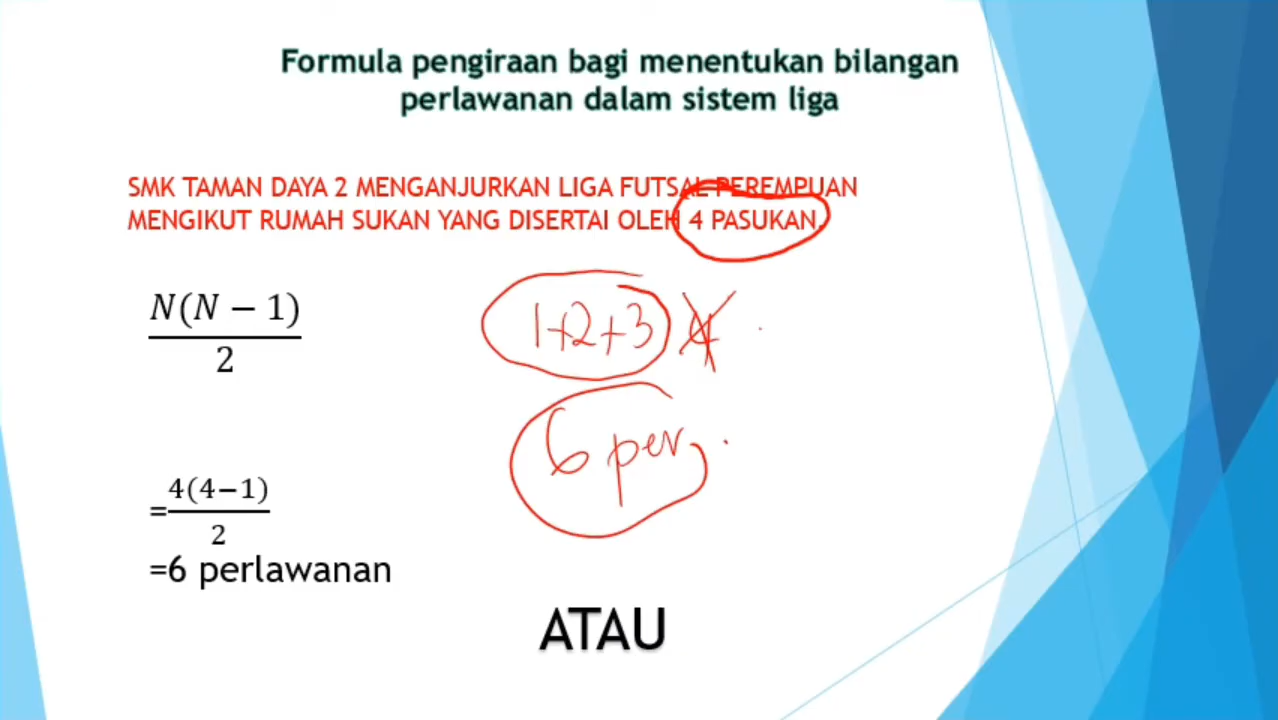 Formula pengiraan bagi menentukan bilangan
perlawanan dalam sistem liga
SMK TAMAN DAYA 2 MENGANJURKAN LIGA FUTSAL PEREMPUAN
MENGIKUT RUMAH SUKAN YANG DISERTAI OLEH 4 PASUKAN.
N(N − 1)
2
1+2+3 4
6 per
=4(4−1)
2
=6 perlawanan
ATAU